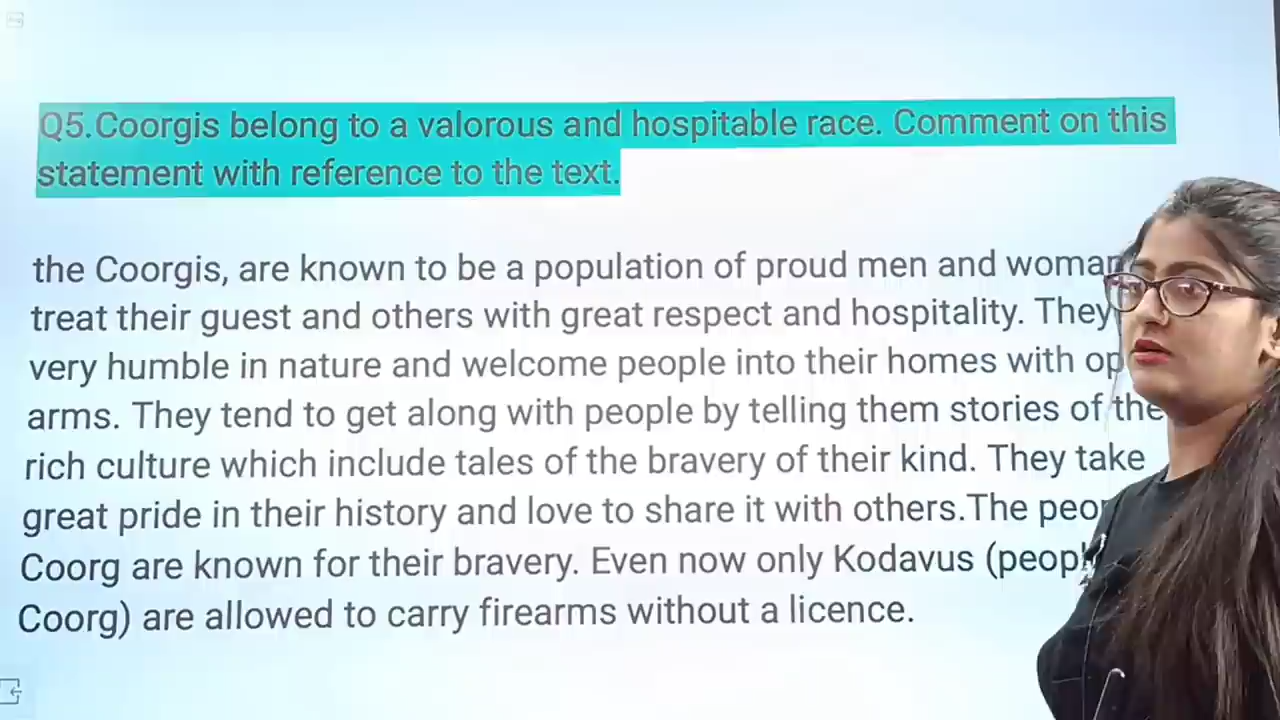 Q5.Coorgis belong to a valorous and hospitable race. Comment on this
statement with reference to the text.
the Coorgis, are known to be a population of proud men and woman
treat their guest and others with great respect and hospitality. They
very humble in nature and welcome people into their homes with
arms. They tend to get along with people by telling them stories of the
rich culture which include tales of the bravery of their kind. They take
great pride in their history and love to share it with others.The
Coorg are known for their bravery. Even now only Kodavus
Coorg) are allowed to carry firearms without a licence.